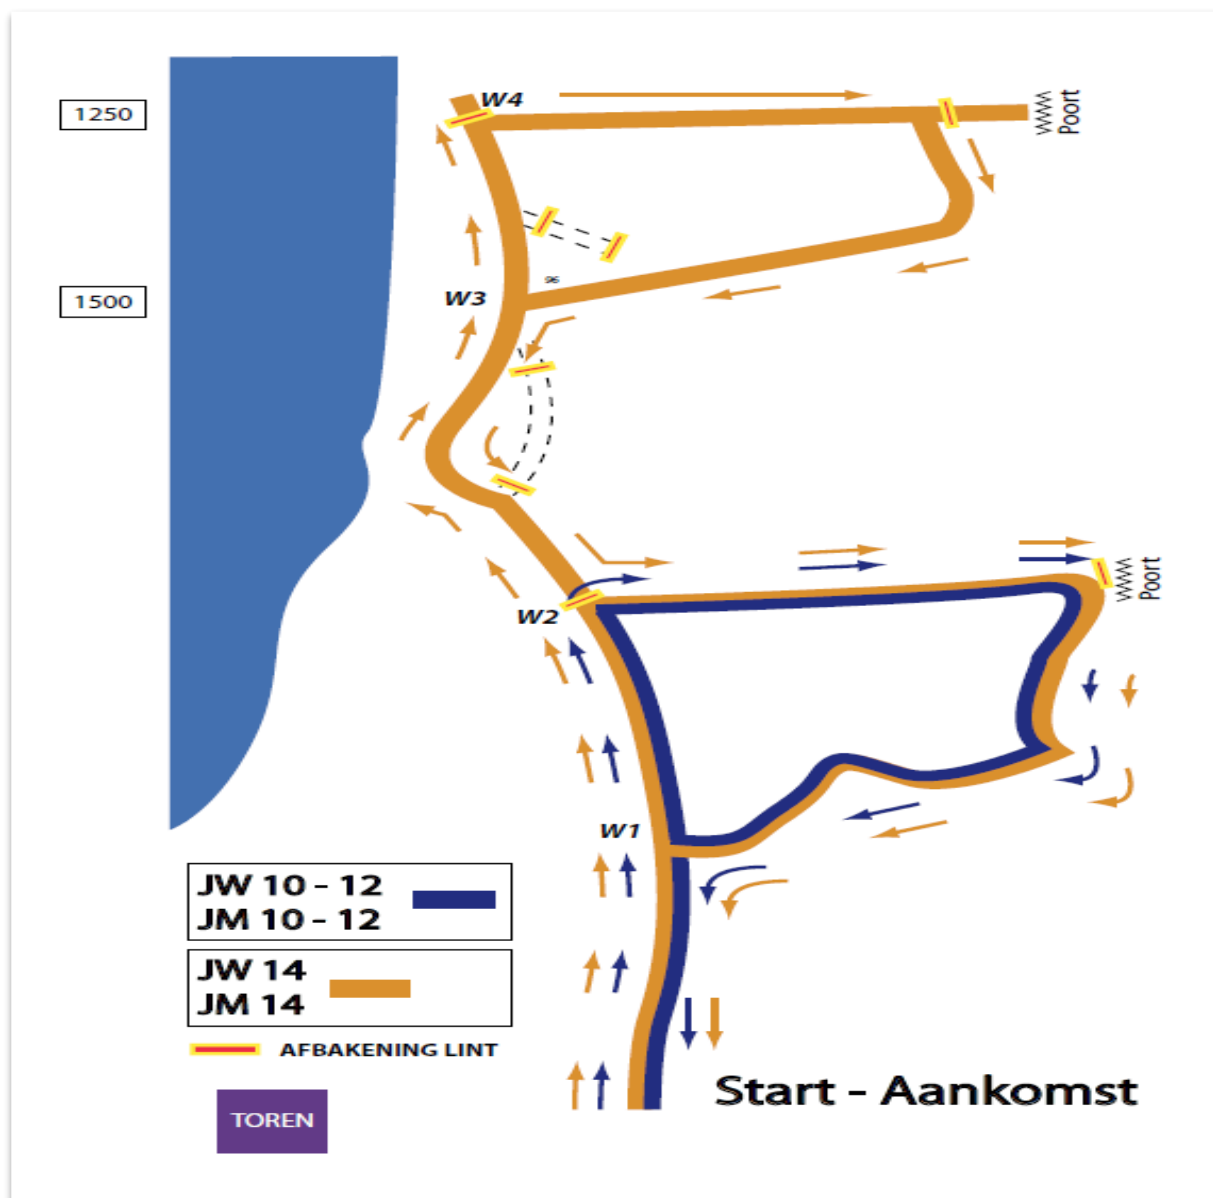 W4
1250
Poort
W3
1500
Poort
W2
W1
JW 10 - 12
JM 10 - 12
JW 14
JM 14
AFBAKENING LINT
Start - Aankomst
TOREN